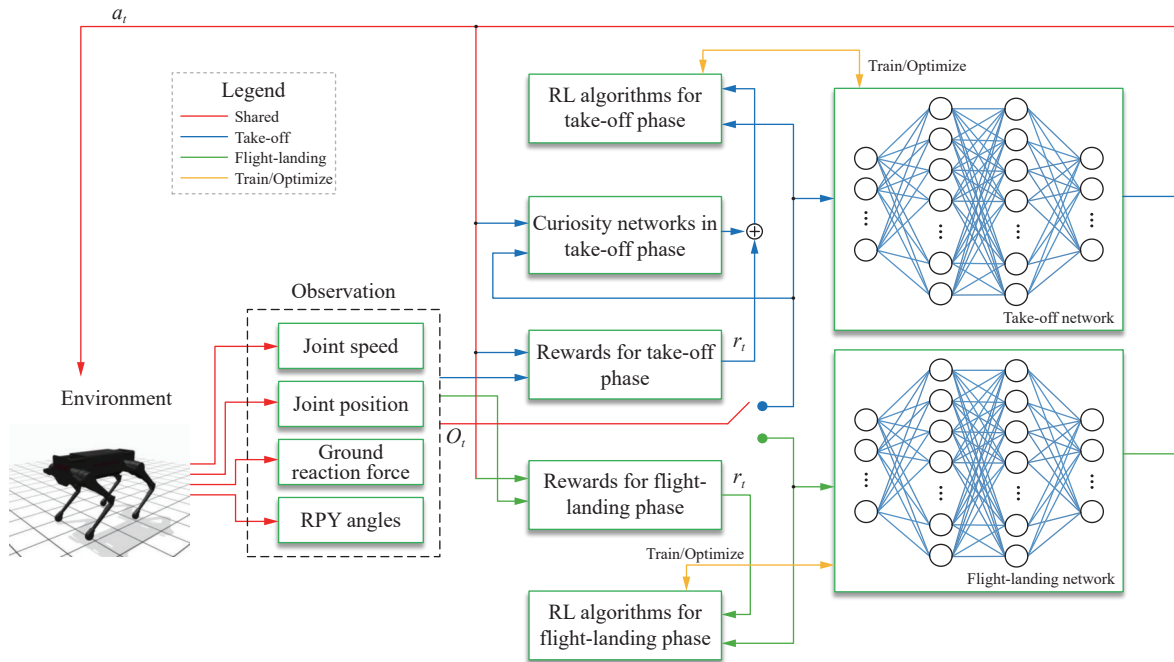 a_t
Legend
Shared
Take-off
Flight-landing
Train/Optimize
RL algorithms for
take-off phase
Train/Optimize
Curiosity networks in
take-off phase
Take-off network
Observation
Joint speed
Joint position
Ground
reaction force
RPY angles
Environment
Rewards for take-off
phase
r_t
O_t
Rewards for flight-
landing phase
r_t
Train/Optimize
RL algorithms for
flight-landing phase
Flight-landing network